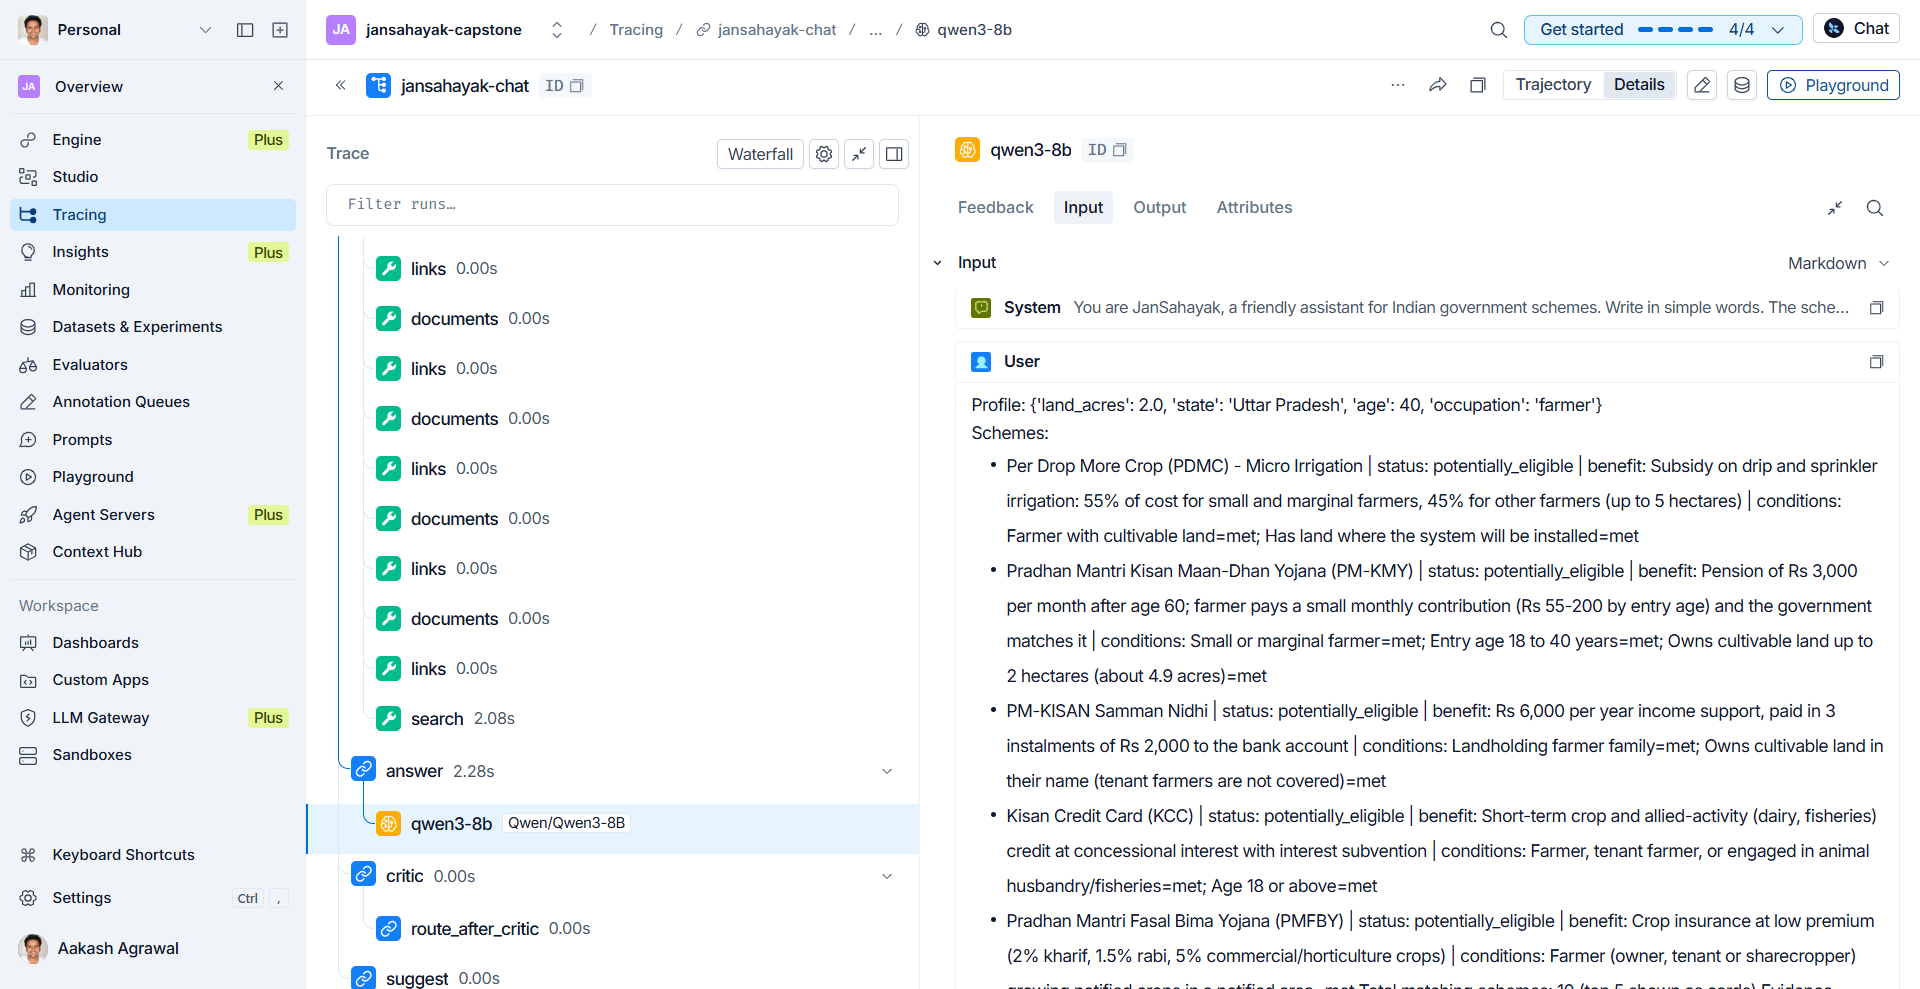 Personal
JA jansahayak-capstone / Tracing / jansahayak-chat / ... / qwen3-8b
Get started 4/4
Chat
JA Overview
Engine Plus
Studio
Tracing
Insights Plus
Monitoring
Datasets & Experiments
Evaluators
Annotation Queues
Prompts
Playground
Agent Servers Plus
Context Hub
Workspace
Dashboards
Custom Apps
LLM Gateway Plus
Sandboxes
Keyboard Shortcuts
Settings Ctrl ,
Aakash Agrawal
jansahayak-chat ID
Trajectory Details Playground
Trace Waterfall
Filter runs…
links 0.00s
documents 0.00s
links 0.00s
documents 0.00s
links 0.00s
documents 0.00s
links 0.00s
documents 0.00s
links 0.00s
search 2.08s
answer 2.28s
qwen3-8b Qwen/Qwen3-8B
critic 0.00s
route_after_critic 0.00s
suggest 0.00s
qwen3-8b ID
Feedback Input Output Attributes
Input Markdown
System You are JanSahayak, a friendly assistant for Indian government schemes. Write in simple words. The sche...
User
Profile: {'land_acres': 2.0, 'state': 'Uttar Pradesh', 'age': 40, 'occupation': 'farmer'}
Schemes:
• Per Drop More Crop (PDMC) - Micro Irrigation | status: potentially_eligible | benefit: Subsidy on drip and sprinkler
irrigation: 55% of cost for small and marginal farmers, 45% for other farmers (up to 5 hectares) | conditions:
Farmer with cultivable land=met; Has land where the system will be installed=met
• Pradhan Mantri Kisan Maan-Dhan Yojana (PM-KMY) | status: potentially_eligible | benefit: Pension of Rs 3,000
per month after age 60; farmer pays a small monthly contribution (Rs 55-200 by entry age) and the government
matches it | conditions: Small or marginal farmer=met; Entry age 18 to 40 years=met; Owns cultivable land up to
2 hectares (about 4.9 acres)=met
• PM-KISAN Samman Nidhi | status: potentially_eligible | benefit: Rs 6,000 per year income support, paid in 3
instalments of Rs 2,000 to the bank account | conditions: Landholding farmer family=met; Owns cultivable land in
their name (tenant farmers are not covered)=met
• Kisan Credit Card (KCC) | status: potentially_eligible | benefit: Short-term crop and allied-activity (dairy, fisheries)
credit at concessional interest with interest subvention | conditions: Farmer, tenant farmer, or engaged in animal
husbandry/fisheries=met; Age 18 or above=met
• Pradhan Mantri Fasal Bima Yojana (PMFBY) | status: potentially_eligible | benefit: Crop insurance at low premium
(2% kharif, 1.5% rabi, 5% commercial/horticulture crops) | conditions: Farmer (owner, tenant or sharecropper)